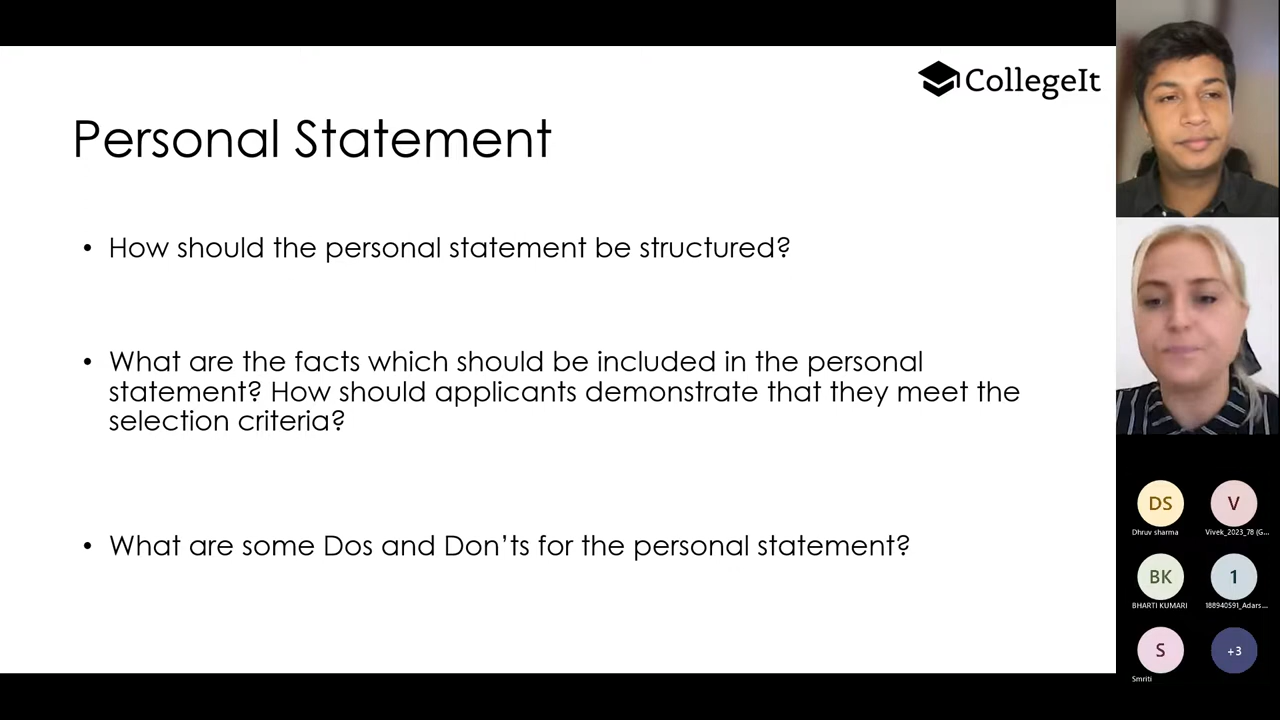 CollegeIt
Personal Statement
• How should the personal statement be structured?
• What are the facts which should be included in the personal
statement? How should applicants demonstrate that they meet the
selection criteria?
• What are some Dos and Don'ts for the personal statement?
DS
V
Dhruv sharma
Vivek_2023_78 (G...
BK
1
BHARTI KUMARI
188940591_Adars...
S
+3
Smriti